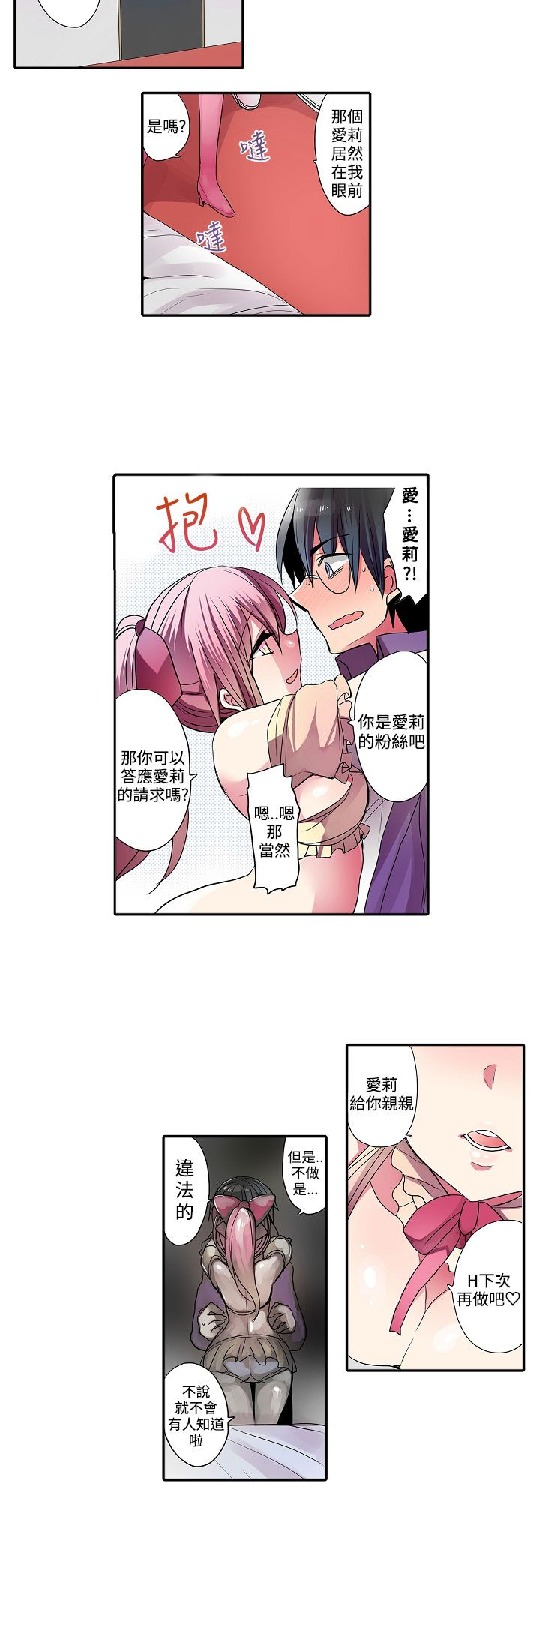 個莉然我前
那愛居在眼
是嗎?
噠
噠
愛…愛莉?!
抱♡
你是愛莉
的粉絲吧
嗯..嗯
那
當然
那你可以
答應愛莉
的請求嗎?
愛莉
給你親親
H下次
再做吧♡
但是..
不做
是...
違法的
不說
就不會
有人知道
啦